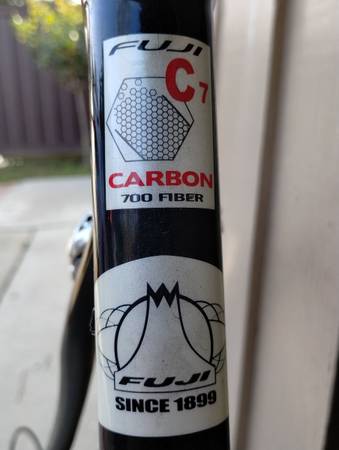 FUJI
C7
CARBON
700 FIBER
FUJI
SINCE 1899